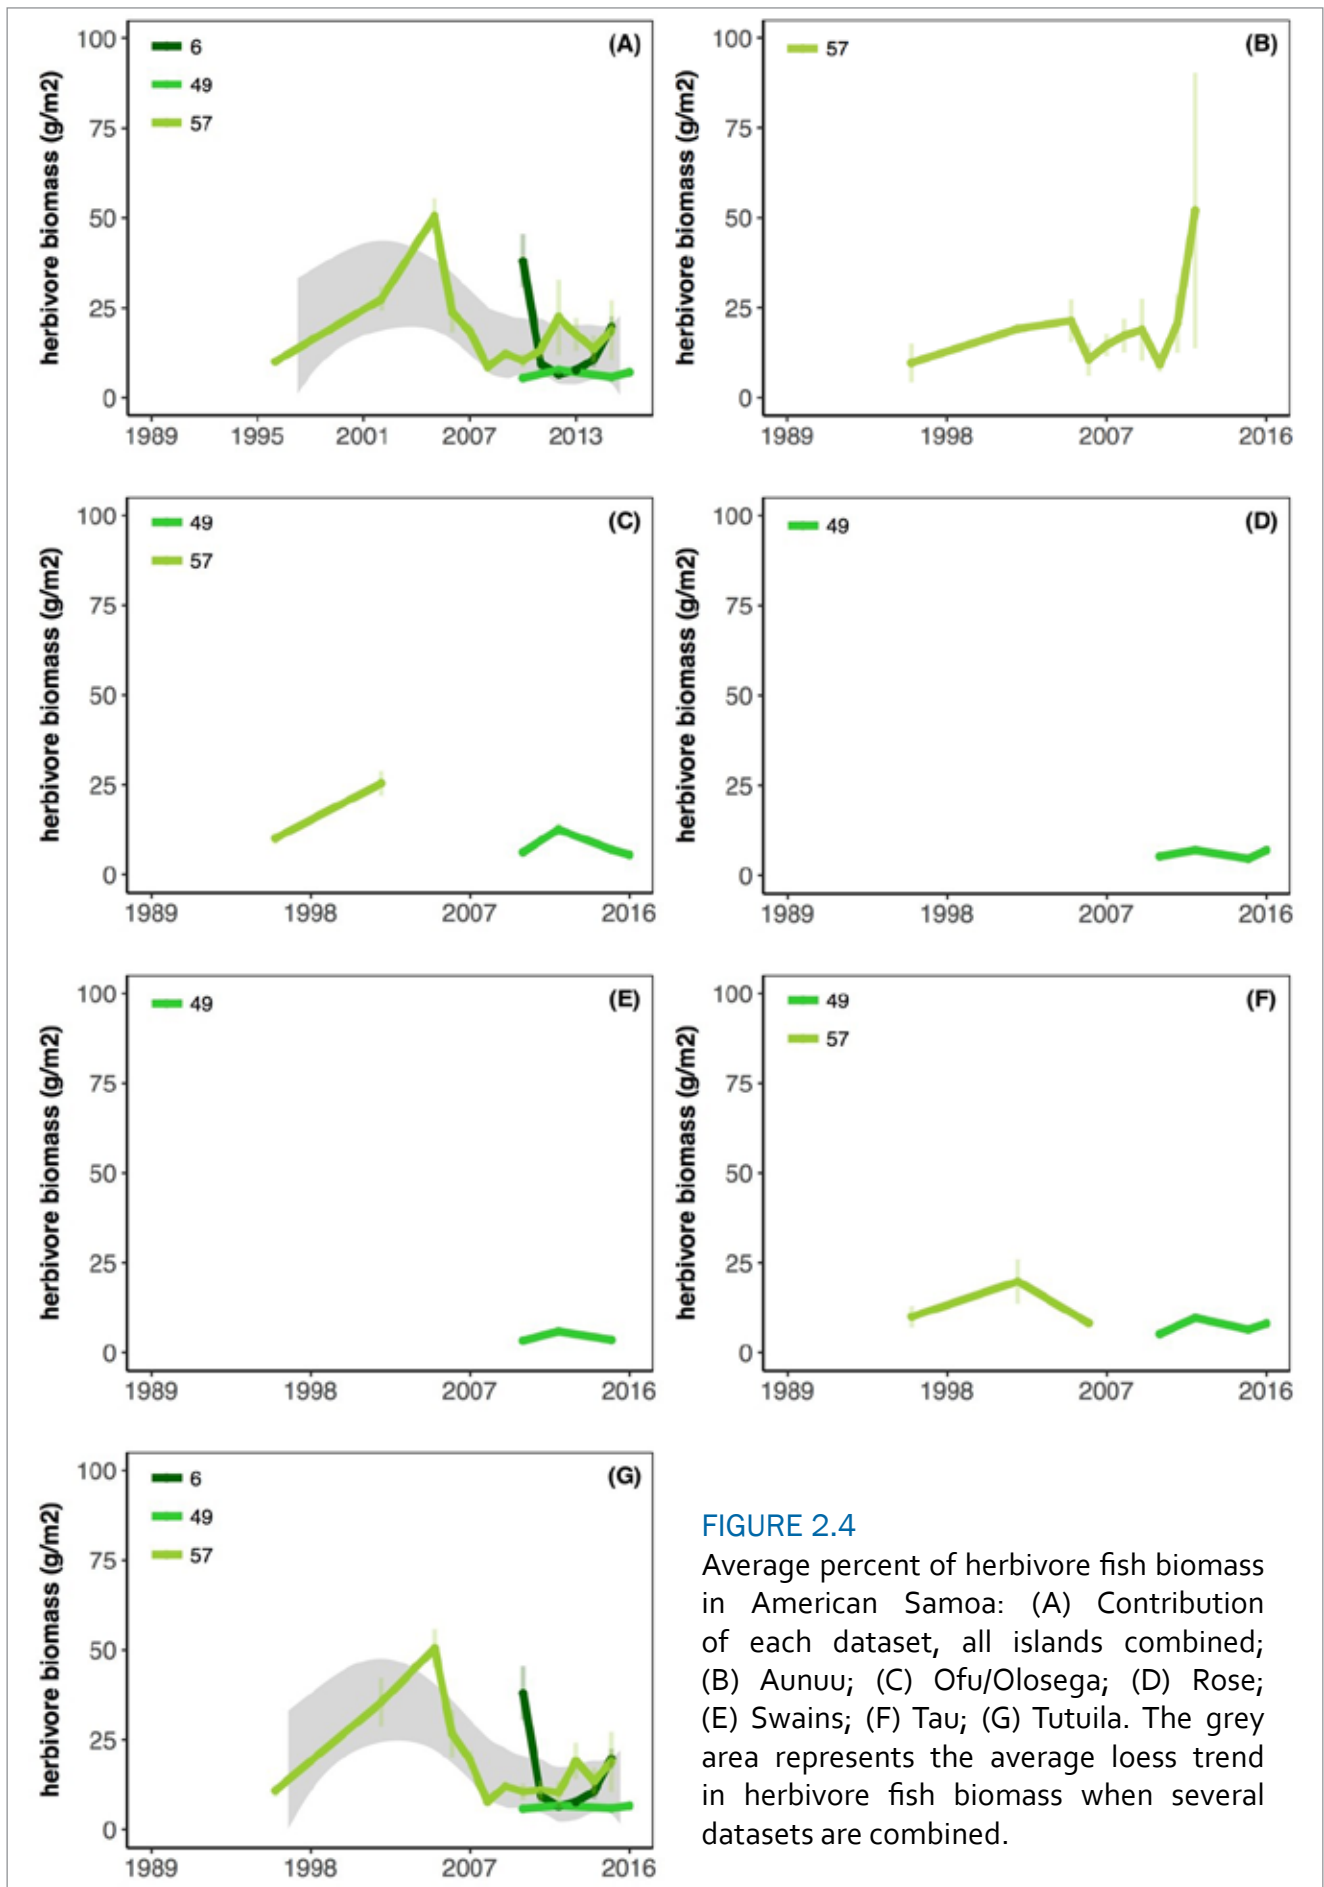 (A)
6
49
57
herbivore biomass (g/m2)
100
75
50
25
0
1989 1995 2001 2007 2013
(B)
57
herbivore biomass (g/m2)
100
75
50
25
0
1989 1998 2007 2016
(C)
49
57
herbivore biomass (g/m2)
100
75
50
25
0
1989 1998 2007 2016
(D)
49
herbivore biomass (g/m2)
100
75
50
25
0
1989 1998 2007 2016
(E)
49
herbivore biomass (g/m2)
100
75
50
25
0
1989 1998 2007 2016
(F)
49
57
herbivore biomass (g/m2)
100
75
50
25
0
1989 1998 2007 2016
(G)
6
49
57
herbivore biomass (g/m2)
100
75
50
25
0
1989 1998 2007 2016
FIGURE 2.4
Average percent of herbivore fish biomass
in American Samoa: (A) Contribution
of each dataset, all islands combined;
(B) Aunuu; (C) Ofu/Olosega; (D) Rose;
(E) Swains; (F) Tau; (G) Tutuila. The grey
area represents the average loess trend
in herbivore fish biomass when several
datasets are combined.